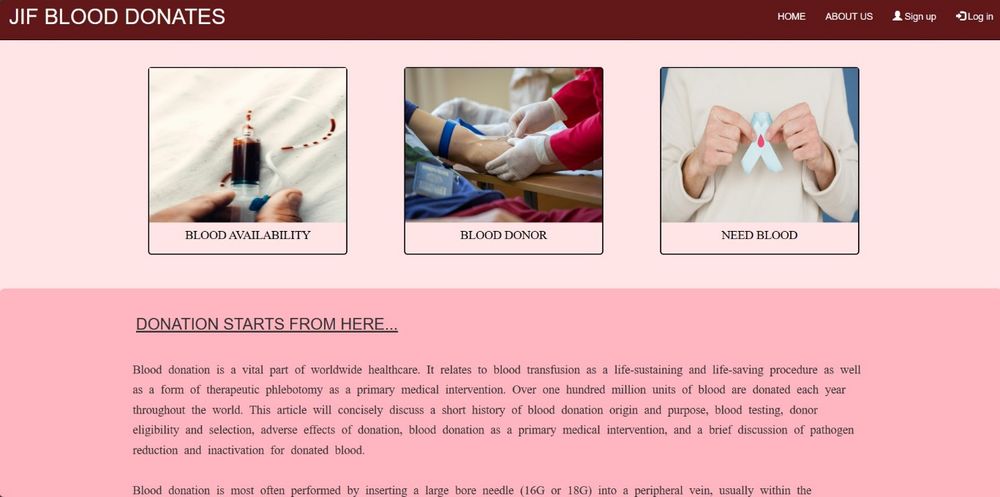 JIF BLOOD DONATES
HOME ABOUT US Sign up Log in
BLOOD AVAILABILITY BLOOD DONOR NEED BLOOD
DONATION STARTS FROM HERE...
Blood donation is a vital part of worldwide healthcare. It relates to blood transfusion as a life-sustaining and life-saving procedure as well
as a form of therapeutic phlebotomy as a primary medical intervention. Over one hundred million units of blood are donated each year
throughout the world. This article will concisely discuss a short history of blood donation origin and purpose, blood testing, donor
eligibility and selection, adverse effects of donation, blood donation as a primary medical intervention, and a brief discussion of pathogen
reduction and inactivation for donated blood.
Blood donation is most often performed by inserting a large bore needle (16G or 18G) into a peripheral vein, usually within the